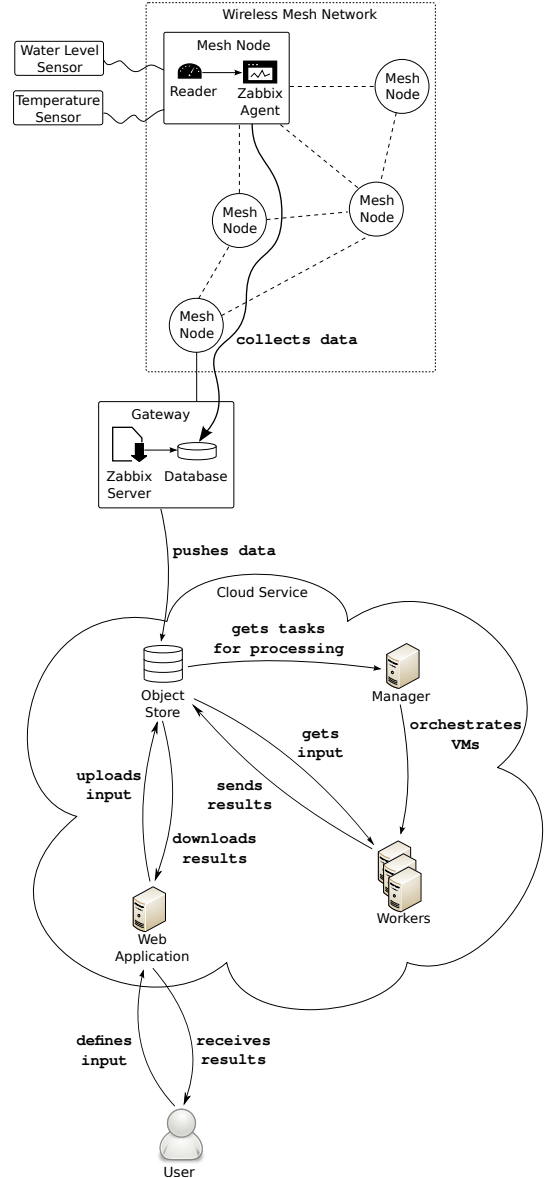 Wireless Mesh Network
Water Level
Sensor
Temperature
Sensor
Mesh Node
Reader
Zabbix
Agent
Mesh
Node
Mesh
Node
Mesh
Node
Mesh
Node
collects data
Gateway
Zabbix
Server
Database
pushes data
Cloud Service
gets tasks
for processing
Object
Store
Manager
orchestrates
VMs
gets
input
uploads
input
sends
results
downloads
results
Workers
Web
Application
defines
input
receives
results
User